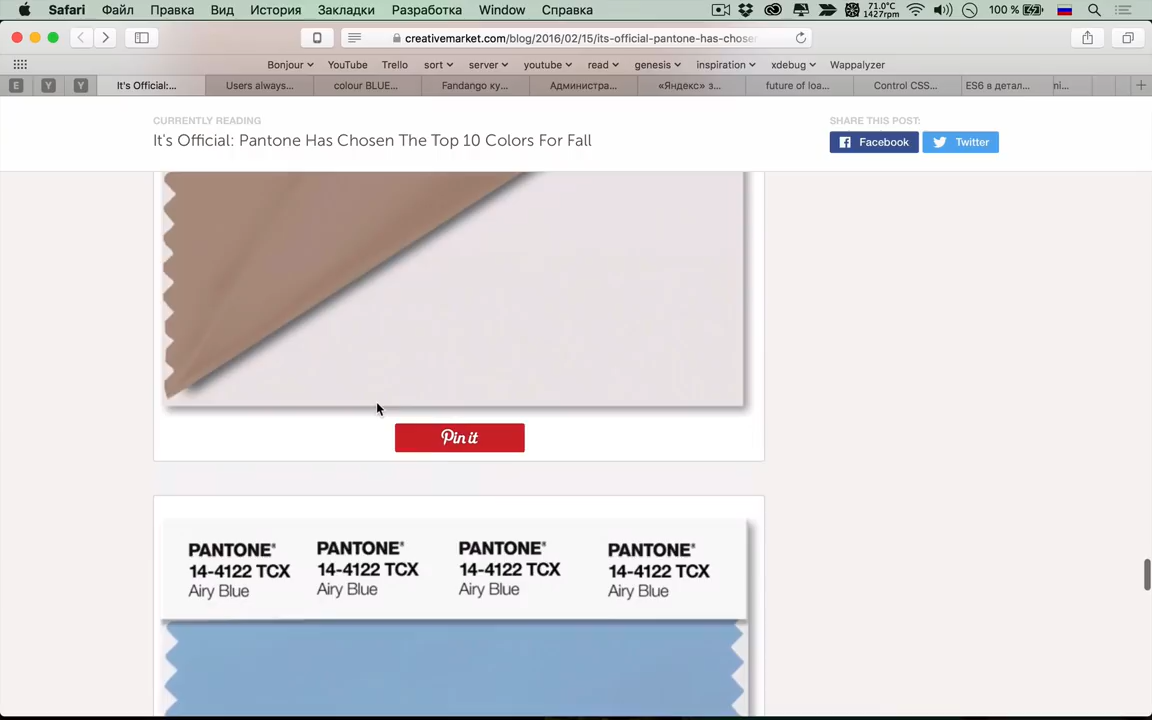 Safari Файл Правка Вид История Закладки Разработка Window Справка 71.0°C 1427rpm 100 %
creativemarket.com/blog/2016/02/15/its-official-pantone-has-chosen
Bonjour YouTube Trello sort server youtube read genesis inspiration xdebug Wappalyzer
E Y Y It's Official:... Users always... colour BLUE... Fandango ку... Администра... «Яндекс» з... future of loa... Control CSS... ES6 в детал... ni...
CURRENTLY READING
It's Official: Pantone Has Chosen The Top 10 Colors For Fall
SHARE THIS POST:
Facebook Twitter
Pin it
PANTONE® PANTONE® PANTONE® PANTONE®
14-4122 TCX 14-4122 TCX 14-4122 TCX 14-4122 TCX
Airy Blue Airy Blue Airy Blue Airy Blue